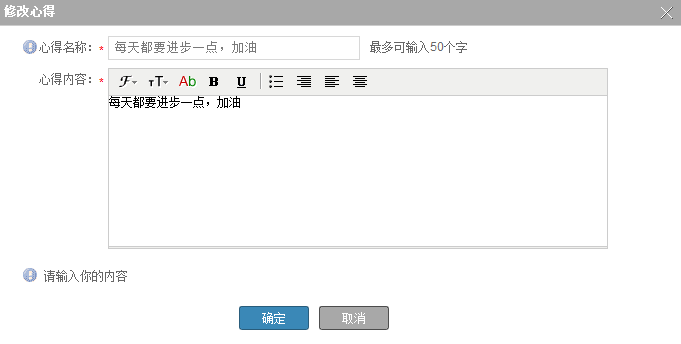 修改心得
心得名称：* 每天都要进步一点，加油 最多可输入50个字
心得内容：* F TT Ab B U
每天都要进步一点，加油
请输入你的内容
确定 取消